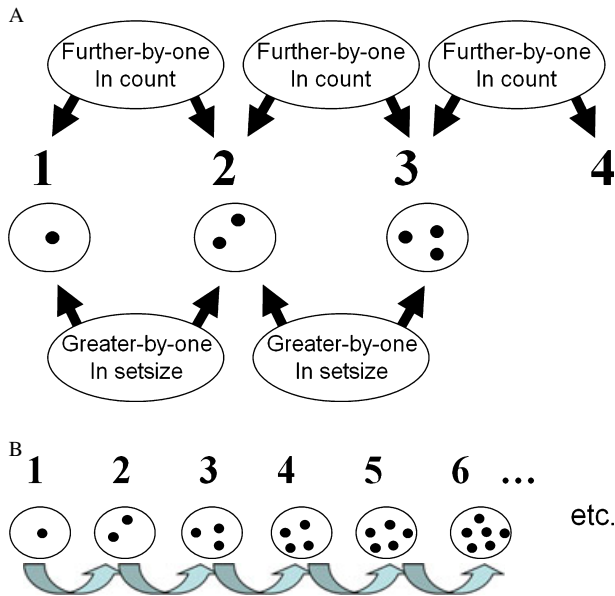 A
Further-by-one Further-by-one Further-by-one
In count In count In count
1 2 3 4
Greater-by-one Greater-by-one
In setsize In setsize
B
1 2 3 4 5 6 ...
etc.